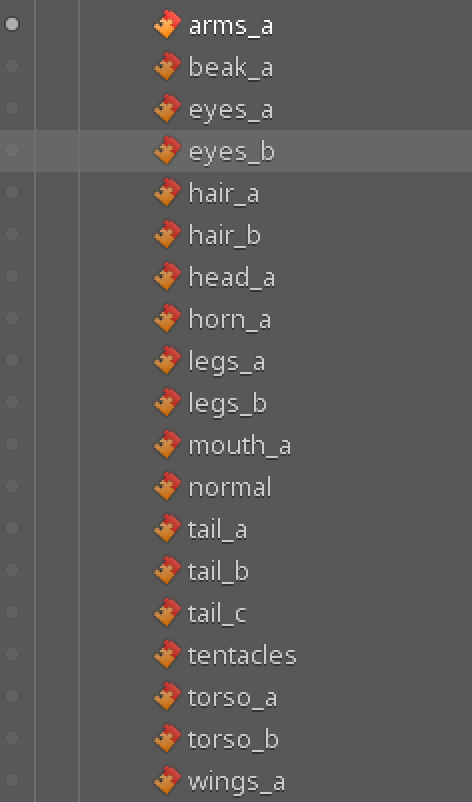 arms_a
beak_a
eyes_a
eyes_b
hair_a
hair_b
head_a
horn_a
legs_a
legs_b
mouth_a
normal
tail_a
tail_b
tail_c
tentacles
torso_a
torso_b
wings_a